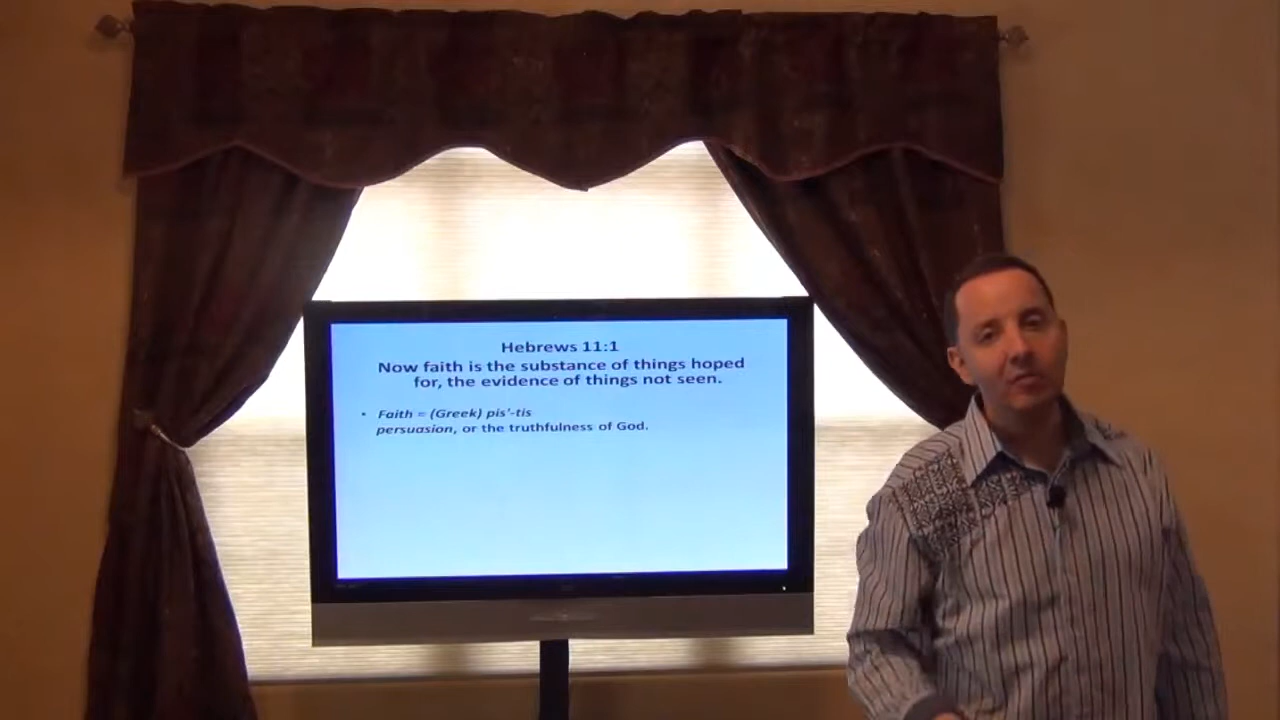 Hebrews 11:1
Now faith is the substance of things hoped
for, the evidence of things not seen.
• Faith = (Greek) pis'-tis
persuasion, or the truthfulness of God.